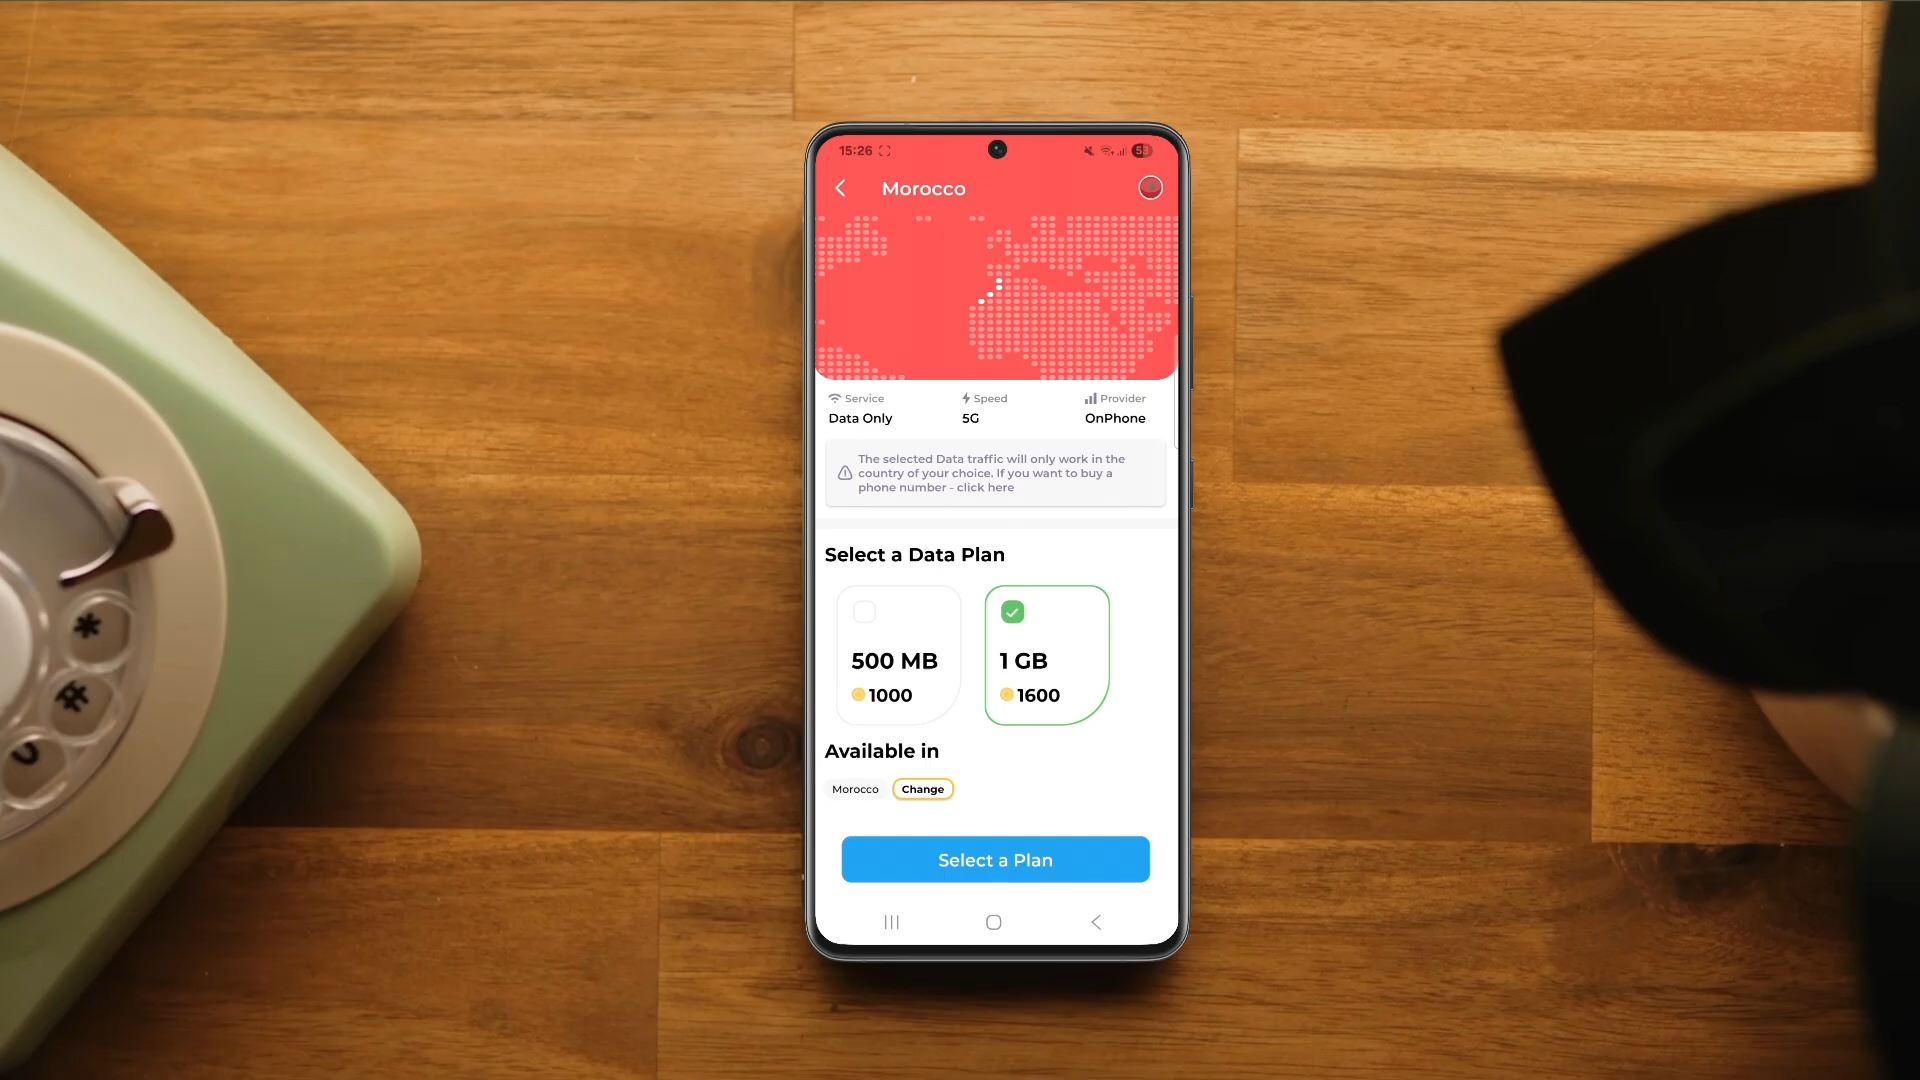 15:26
53
Morocco
Service
Data Only
Speed
5G
Provider
OnPhone
The selected Data traffic will only work in the
country of your choice. If you want to buy a
phone number - click here
Select a Data Plan
500 MB
1000
1 GB
1600
Available in
Morocco
Change
Select a Plan
*
#